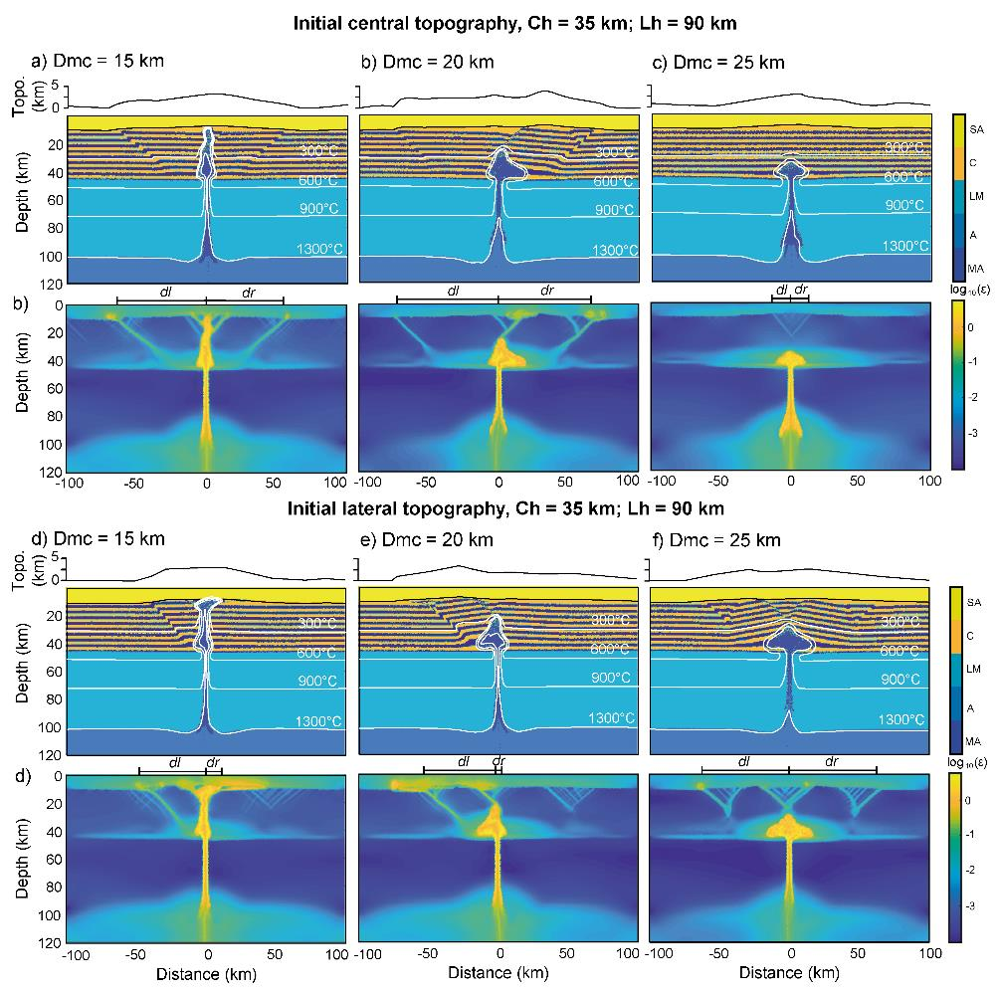 Initial central topography, Ch = 35 km; Lh = 90 km
a) Dmc = 15 km
b) Dmc = 20 km
c) Dmc = 25 km
Topo. (km)
5
0
Depth (km)
20
40
60
80
100
120
300°C
600°C
900°C
1300°C
300°C
600°C
900°C
1300°C
300°C
600°C
900°C
1300°C
SA
C
LM
A
MA
b)
dl
dr
dl
dr
dl
dr
log₁₀(ε)
0
-1
-2
-3
Depth (km)
0
20
40
60
80
100
120
-100
-50
0
50
100
-100
-50
0
50
100
-100
-50
0
50
100
Initial lateral topography, Ch = 35 km; Lh = 90 km
d) Dmc = 15 km
e) Dmc = 20 km
f) Dmc = 25 km
Topo. (km)
5
0
Depth (km)
20
40
60
80
100
120
300°C
600°C
900°C
1300°C
300°C
600°C
900°C
1300°C
300°C
600°C
900°C
1300°C
SA
C
LM
A
MA
d)
dl
dr
dl
dr
dl
dr
log₁₀(ε)
0
-1
-2
-3
Depth (km)
0
20
40
60
80
100
120
-100
-50
0
50
100
-100
-50
0
50
100
-100
-50
0
50
100
Distance (km)
Distance (km)
Distance (km)